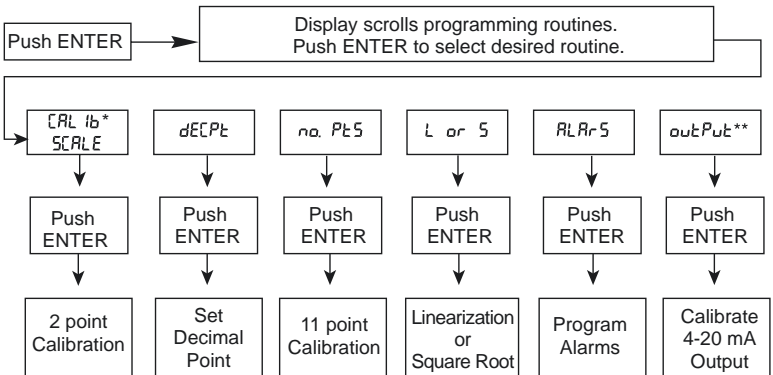 Push ENTER
Display scrolls programming routines.
Push ENTER to select desired routine.
CAL Ib*
SCALE
dECPt
no. PtS
L or S
ALArS
outPut**
Push
ENTER
Push
ENTER
Push
ENTER
Push
ENTER
Push
ENTER
Push
ENTER
2 point
Calibration
Set
Decimal
Point
11 point
Calibration
Linearization
or
Square Root
Program
Alarms
Calibrate
4-20 mA
Output